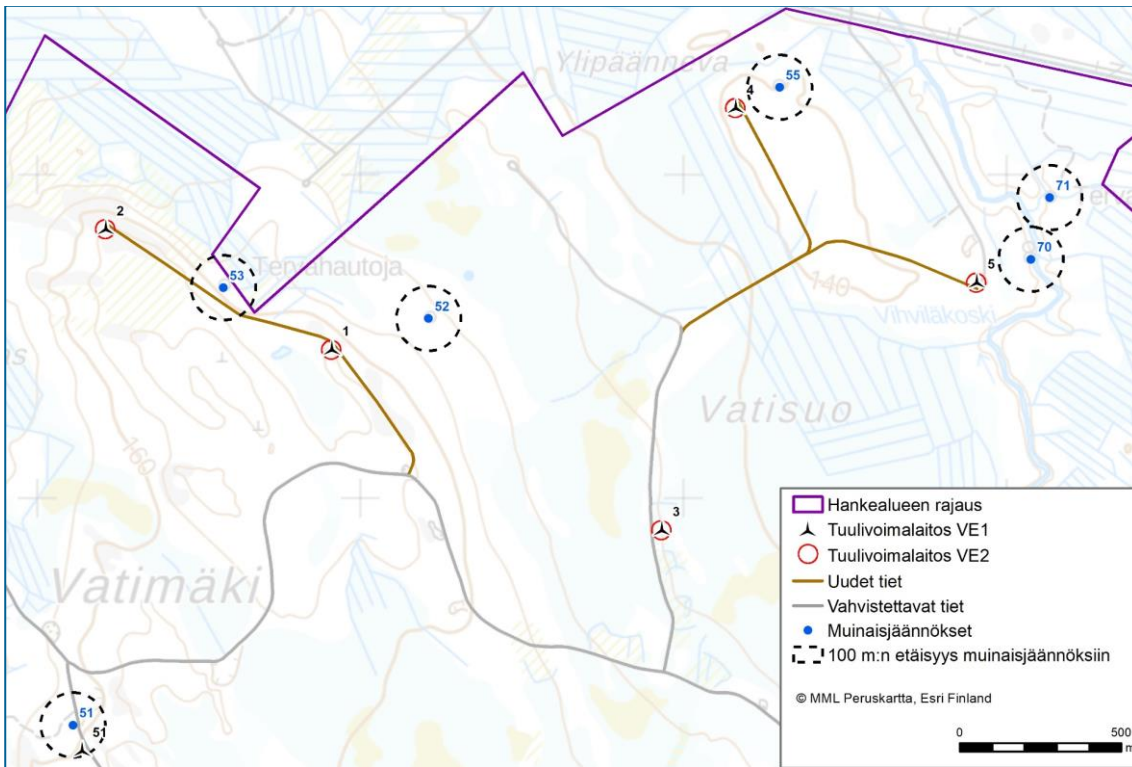 Ylipäänneva
55
4
71
2
Terva
70
53
Tervahautoja
5
52
140
1
Vihviläkoski
Vatisuo
160
3
Vatimäki
51
51
Hankealueen rajaus
Tuulivoimalaitos VE1
Tuulivoimalaitos VE2
Uudet tiet
Vahvistettavat tiet
Muinaisjäännökset
100 m:n etäisyys muinaisjäännöksiin
© MML Peruskartta, Esri Finland
0 500
m